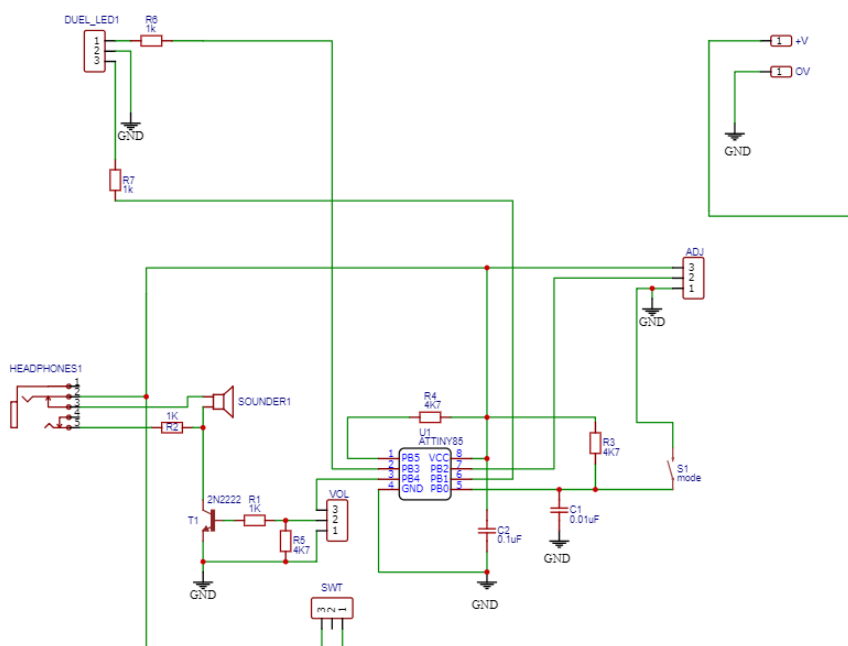 DUEL_LED1
1
2
3
R6
1k
GND
1
+V
1
OV
GND
R7
1k
ADJ
3
2
1
GND
HEADPHONES1
1
2
3
4
5
1K
R2
SOUNDER1
R4
4K7
U1
ATTINY85
1 PB5 VCC 8
2 PB3 PB2 7
3 PB4 PB1 6
4 GND PB0 5
R3
4K7
S1
mode
2N2222
T1
R1
1K
VOL
3
2
1
R5
4K7
GND
C2
0.1uF
GND
C1
0.01uF
GND
SWT
3 2 1